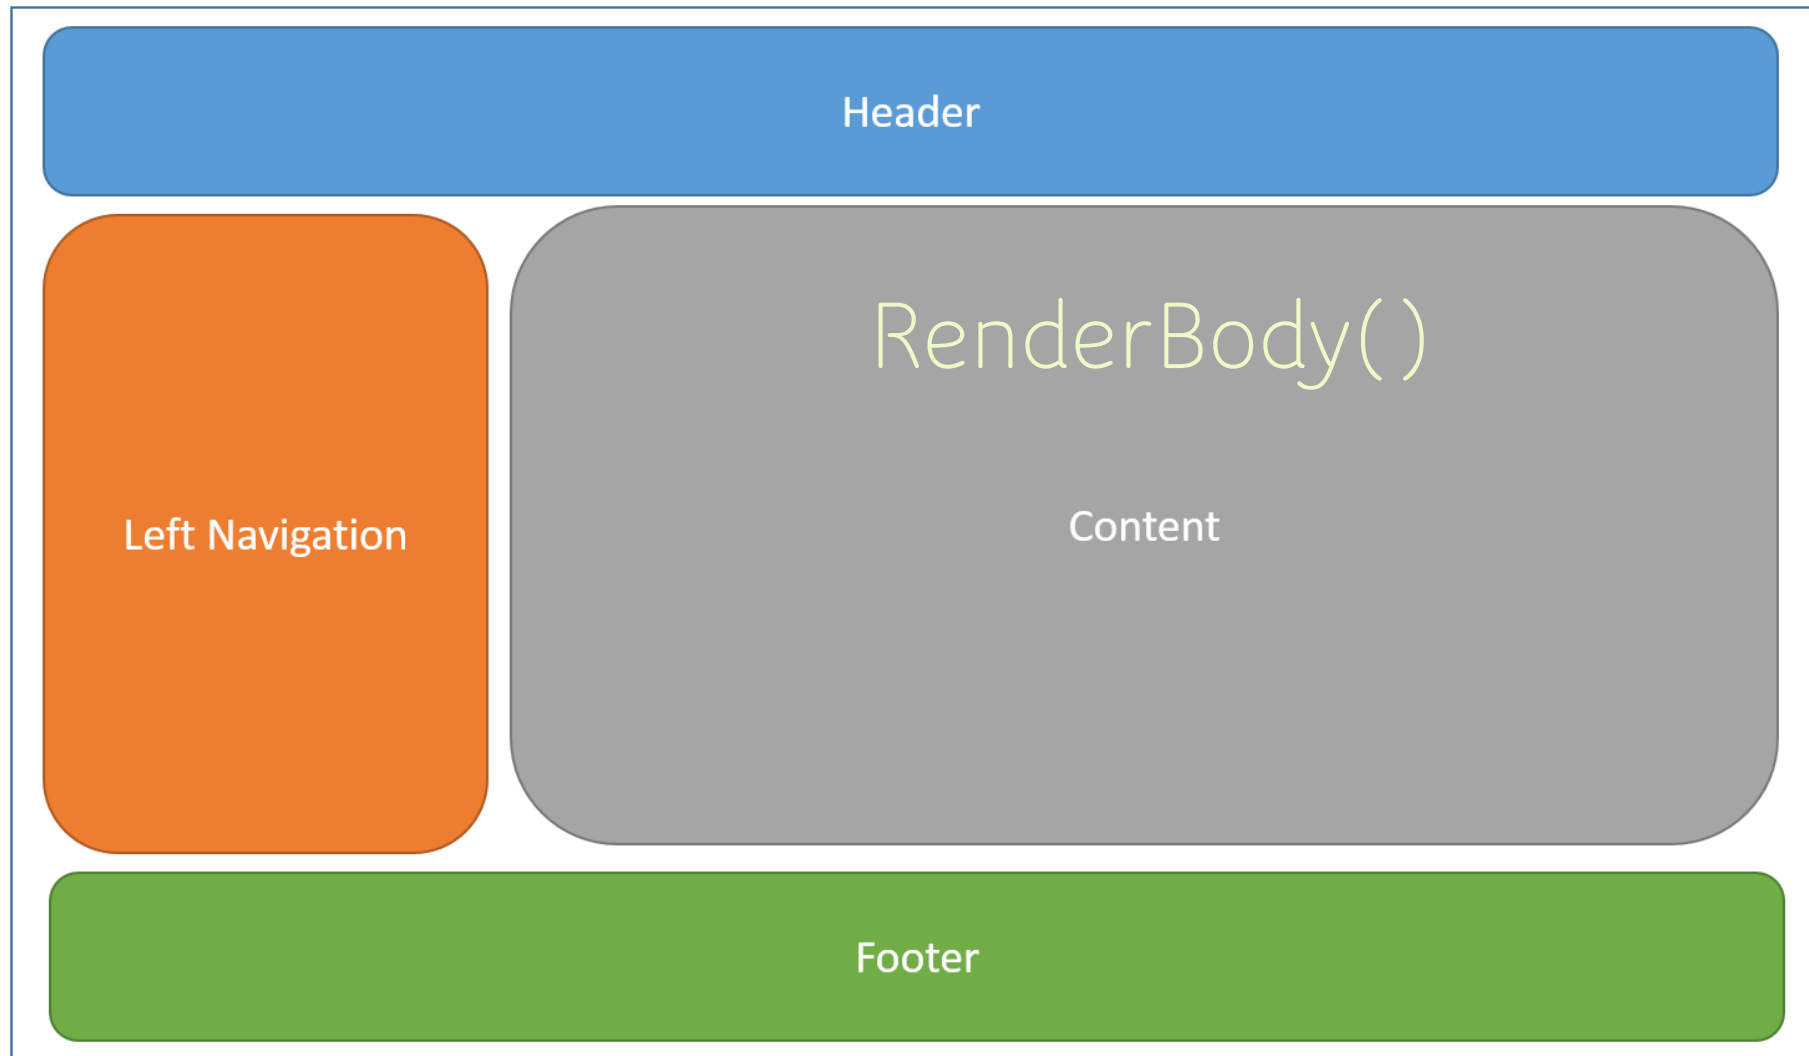 Header
RenderBody()
Left Navigation
Content
Footer